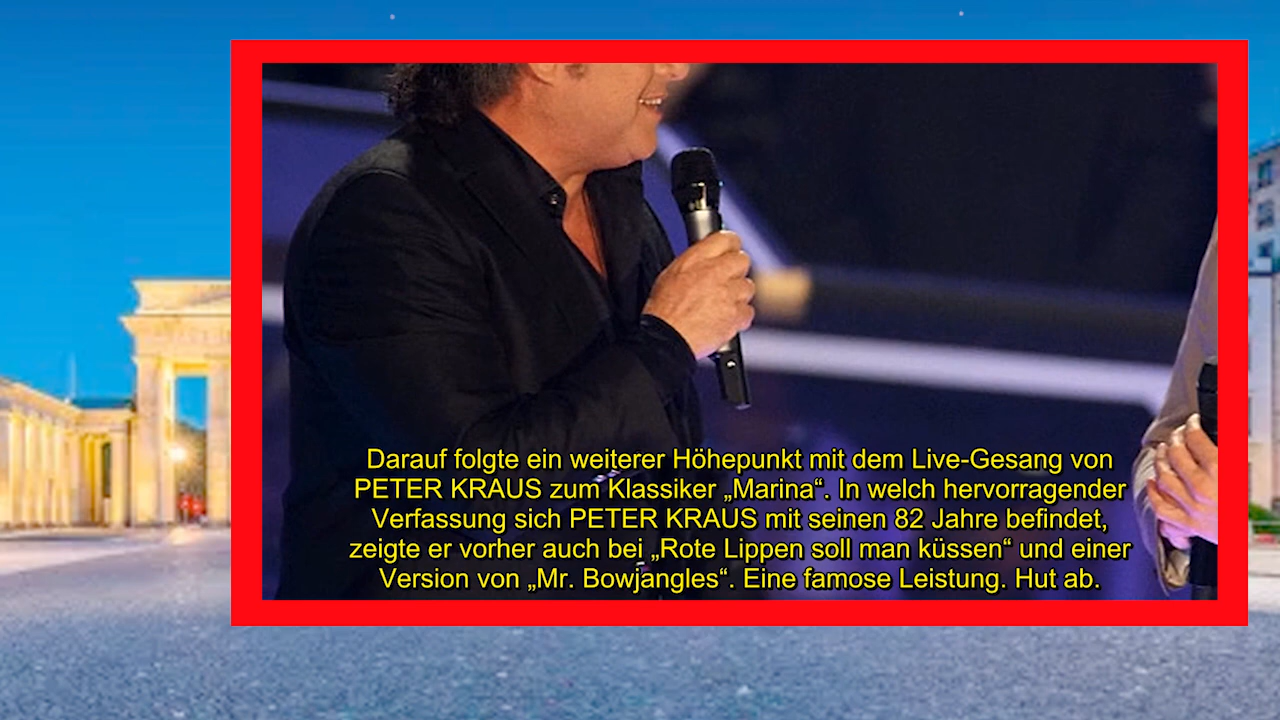 Darauf folgte ein weiterer Höhepunkt mit dem Live-Gesang von
PETER KRAUS zum Klassiker „Marina“. In welch hervorragender
Verfassung sich PETER KRAUS mit seinen 82 Jahre befindet,
zeigte er vorher auch bei „Rote Lippen soll man küssen“ und einer
Version von „Mr. Bowjangles“. Eine famose Leistung. Hut ab.